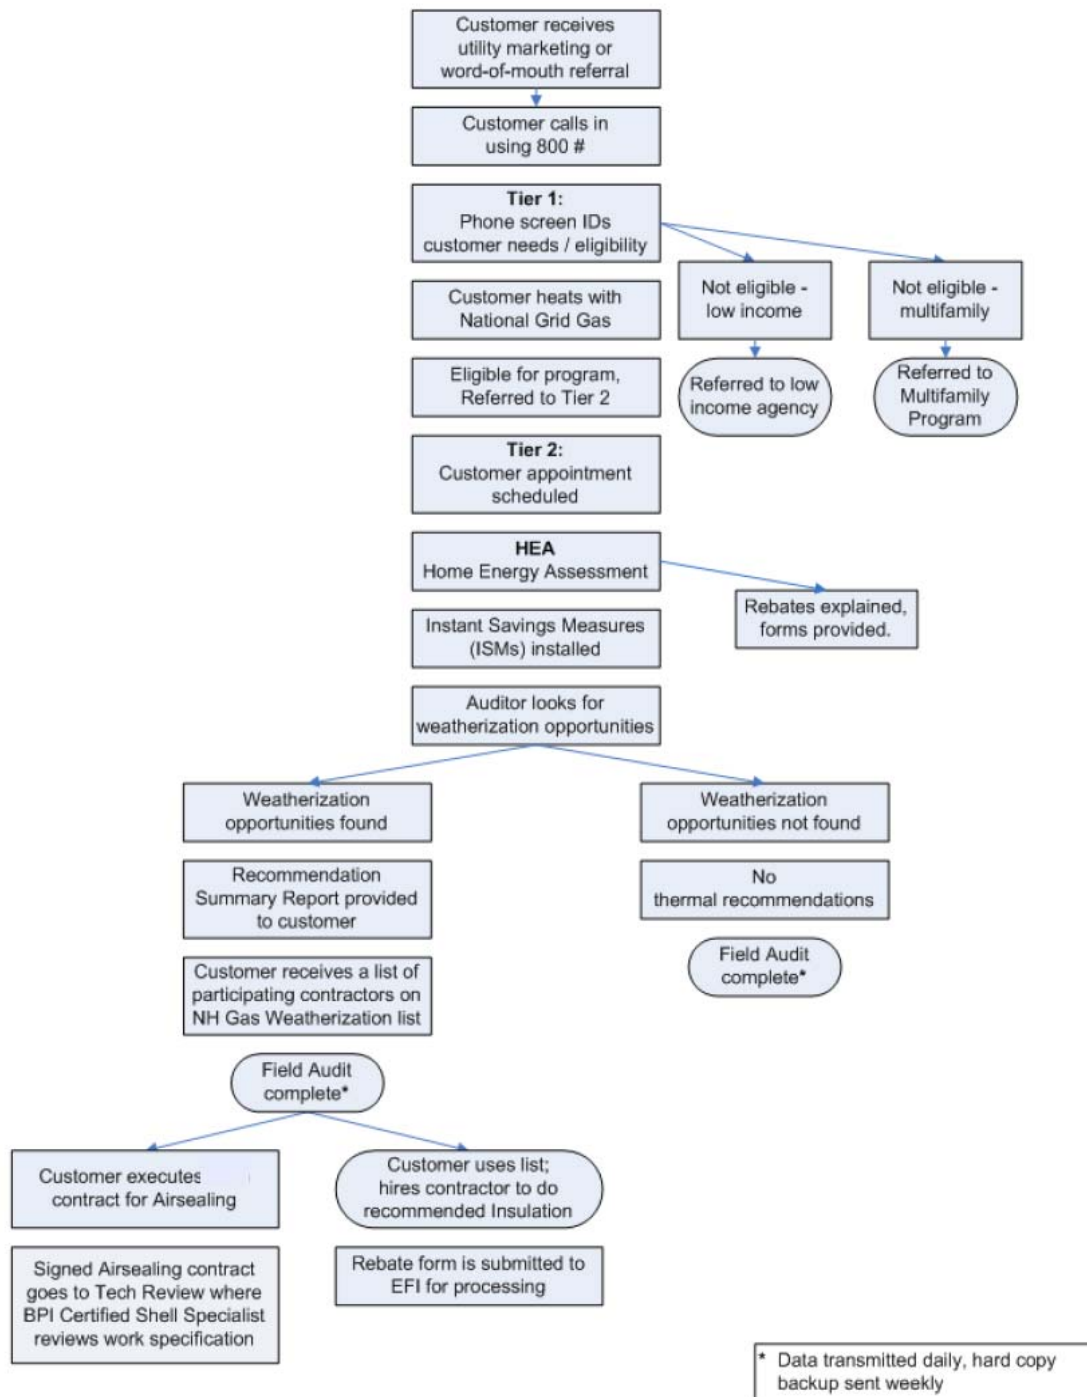 Customer receives
utility marketing or
word-of-mouth referral
Customer calls in
using 800 #
Tier 1:
Phone screen IDs
customer needs / eligibility
Not eligible -
low income
Not eligible -
multifamily
Customer heats with
National Grid Gas
Referred to low
income agency
Referred to
Multifamily
Program
Eligible for program,
Referred to Tier 2
Tier 2:
Customer appointment
scheduled
HEA
Home Energy Assessment
Rebates explained,
forms provided.
Instant Savings Measures
(ISMs) installed
Auditor looks for
weatherization opportunities
Weatherization
opportunities found
Weatherization
opportunities not found
Recommendation
Summary Report provided
to customer
No
thermal recommendations
Customer receives a list of
participating contractors on
NH Gas Weatherization list
Field Audit
complete*
Field Audit
complete*
Customer executes
contract for Airsealing
Customer uses list;
hires contractor to do
recommended Insulation
Signed Airsealing contract
goes to Tech Review where
BPI Certified Shell Specialist
reviews work specification
Rebate form is submitted to
EFI for processing
* Data transmitted daily, hard copy
backup sent weekly